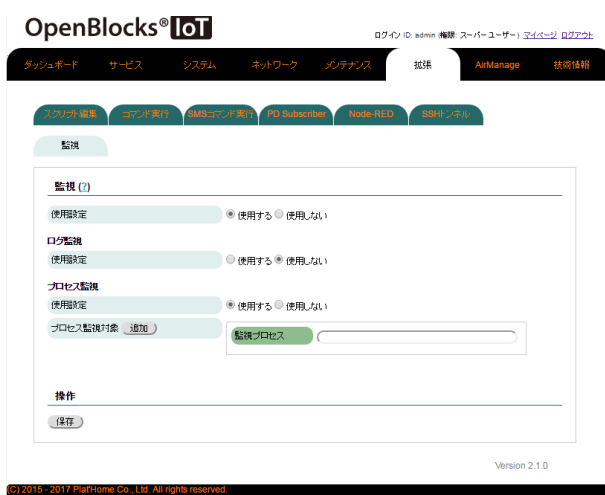 OpenBlocks® IoT
ログイン ID: admin (権限: スーパーユーザー) マイページ ログアウト
ダッシュボード サービス システム ネットワーク メンテナンス 拡張 AirManage 技術情報
スクリプト編集 コマンド実行 SMSコマンド実行 PD Subscriber Node-RED SSHトンネル
監視
監視 (?)
使用設定 使用する 使用しない
ログ監視
使用設定 使用する 使用しない
プロセス監視
使用設定 使用する 使用しない
プロセス監視対象 追加 監視プロセス
操作
保存
Version 2.1.0
(C) 2015 - 2017 Plat'Home Co., Ltd. All rights reserved.